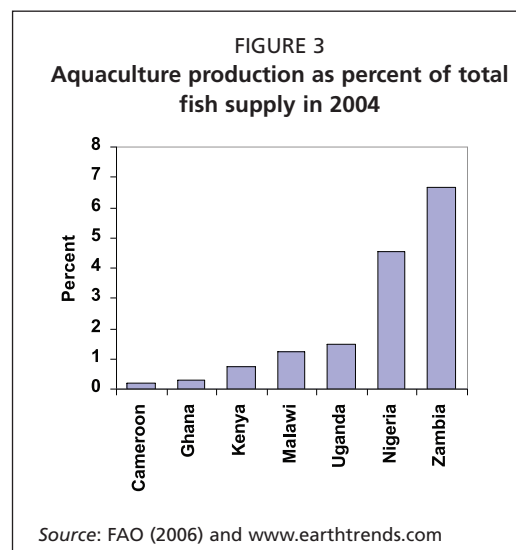 FIGURE 3
Aquaculture production as percent of total
fish supply in 2004
8
7
6
5
4
3
2
1
0
Percent
Cameroon
Ghana
Kenya
Malawi
Uganda
Nigeria
Zambia
Source: FAO (2006) and www.earthtrends.com